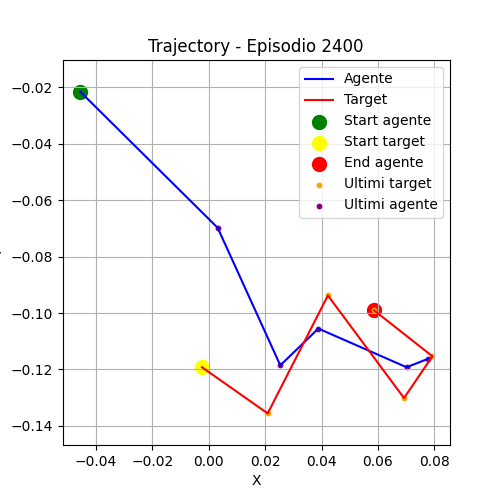 Trajectory - Episodio 2400
Agente
Target
Start agente
Start target
End agente
Ultimi target
Ultimi agente
−0.02
−0.04
−0.06
−0.08
−0.10
−0.12
−0.14
−0.04
−0.02
0.00
0.02
0.04
0.06
0.08
X